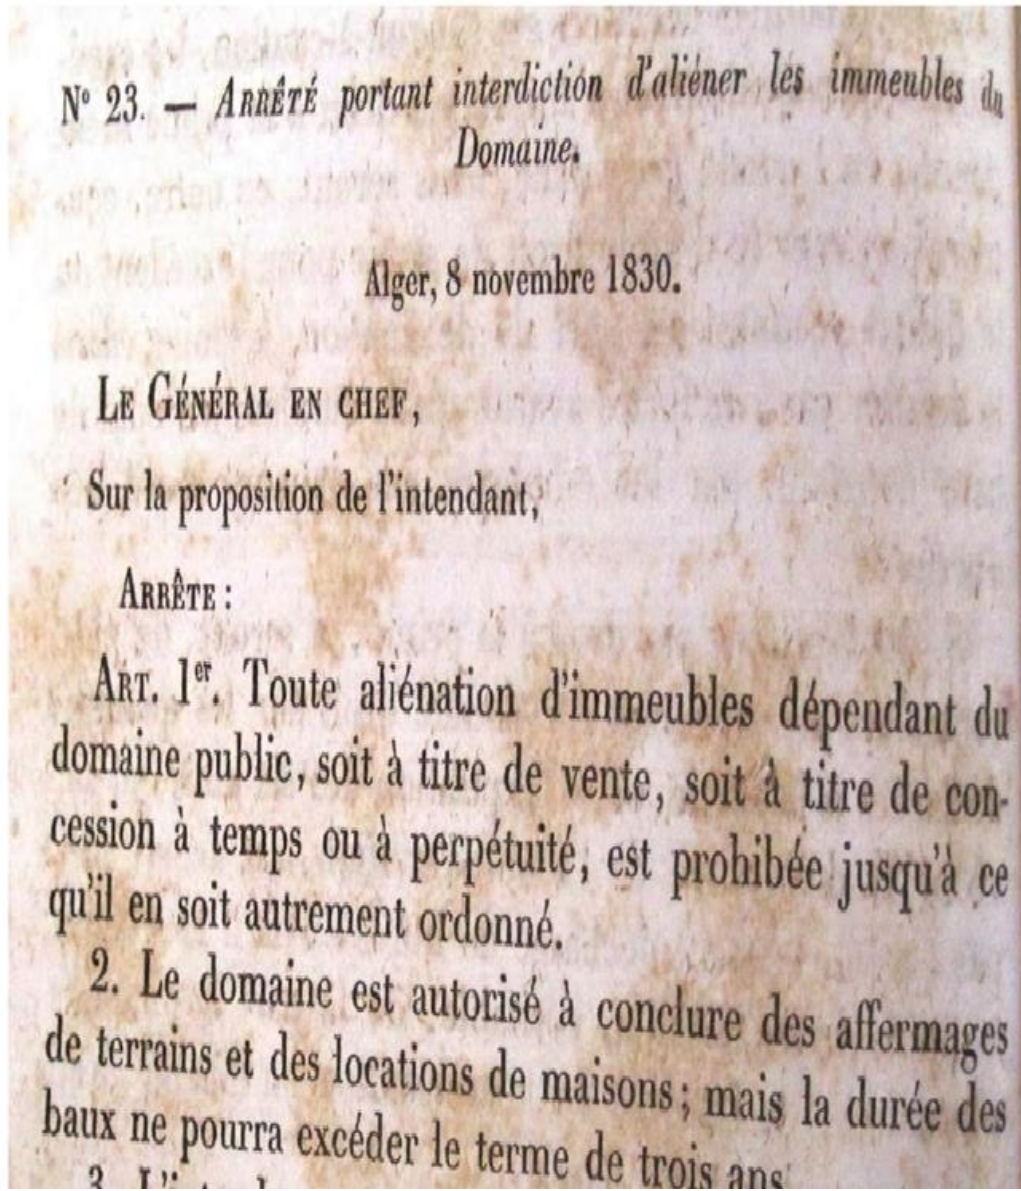 N° 23. — ARRÊTÉ portant interdiction d'aliéner les immeubles du
Domaine.
Alger, 8 novembre 1830.
LE GÉNÉRAL EN CHEF,
Sur la proposition de l'intendant,
ARRÊTE :
ART. 1er. Toute aliénation d'immeubles dépendant du
domaine public, soit à titre de vente, soit à titre de con-
cession à temps ou à perpétuité, est prohibée jusqu'à ce
qu'il en soit autrement ordonné.
2. Le domaine est autorisé à conclure des affermages
de terrains et des locations de maisons ; mais la durée des
baux ne pourra excéder le terme de trois ans
3.